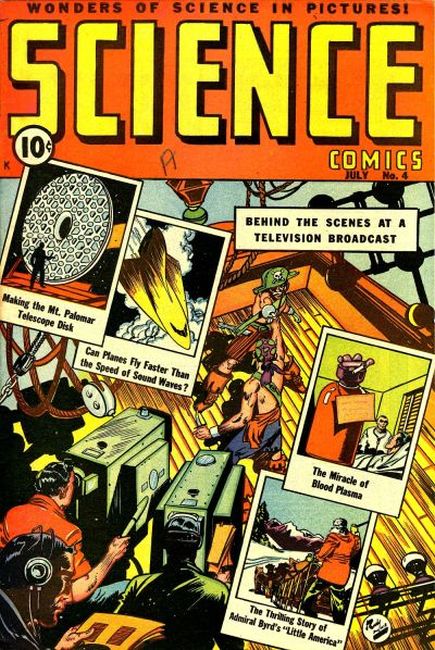 WONDERS OF SCIENCE IN PICTURES!
SCIENCE
10¢
K
A
COMICS
JULY No. 4
BEHIND THE SCENES AT A
TELEVISION BROADCAST
Making the Mt. Palomar
Telescope Disk
Can Planes Fly Faster Than
the Speed of Sound Waves?
The Miracle of
Blood Plasma
The Thrilling Story of
Admiral Byrd's "Little America"